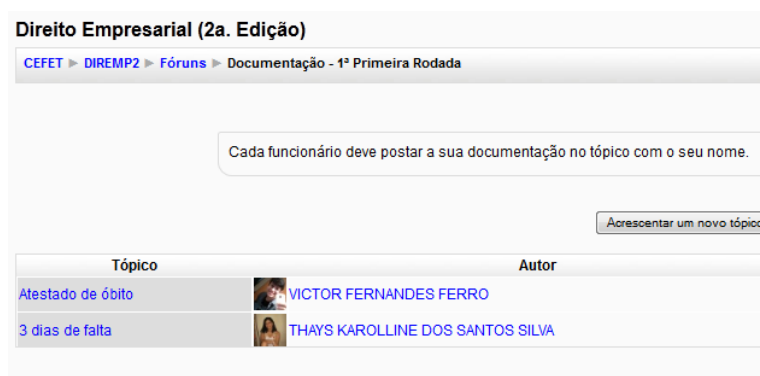 Direito Empresarial (2a. Edição)
CEFET ► DIREMP2 ► Fóruns ► Documentação - 1ª Primeira Rodada
Cada funcionário deve postar a sua documentação no tópico com o seu nome.
Acrescentar um novo tópico
Tópico Autor
Atestado de óbito VICTOR FERNANDES FERRO
3 dias de falta THAYS KAROLLINE DOS SANTOS SILVA